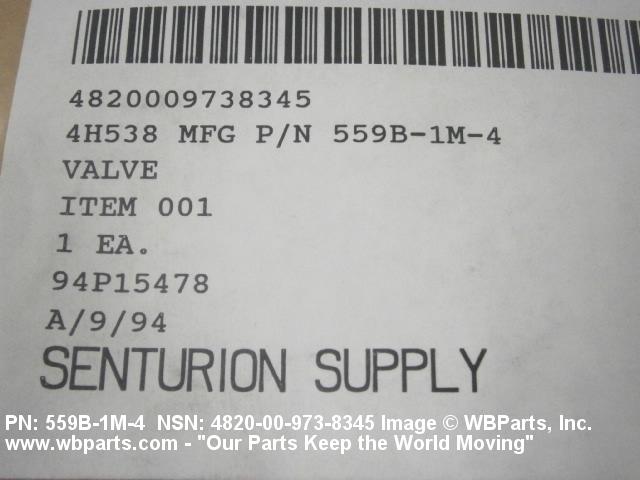 4820009738345
4H538 MFG P/N 559B-1M-4
VALVE
ITEM 001
1 EA.
94P15478
A/9/94
SENTURION SUPPLY
PN: 559B-1M-4  NSN: 4820-00-973-8345 Image © WBParts, Inc.
www.wbparts.com - "Our Parts Keep the World Moving"